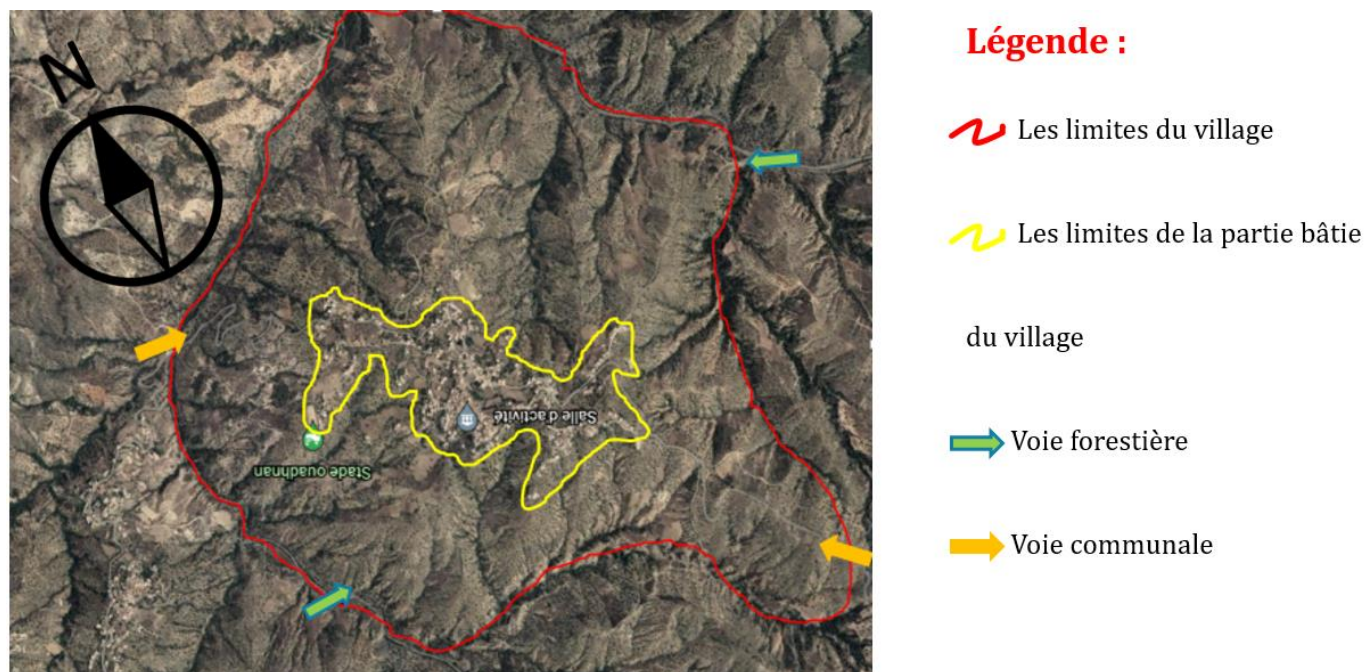 N
Salle d'activité
Stade ouadhnan
Légende :
Les limites du village
Les limites de la partie bâtie
du village
Voie forestière
Voie communale